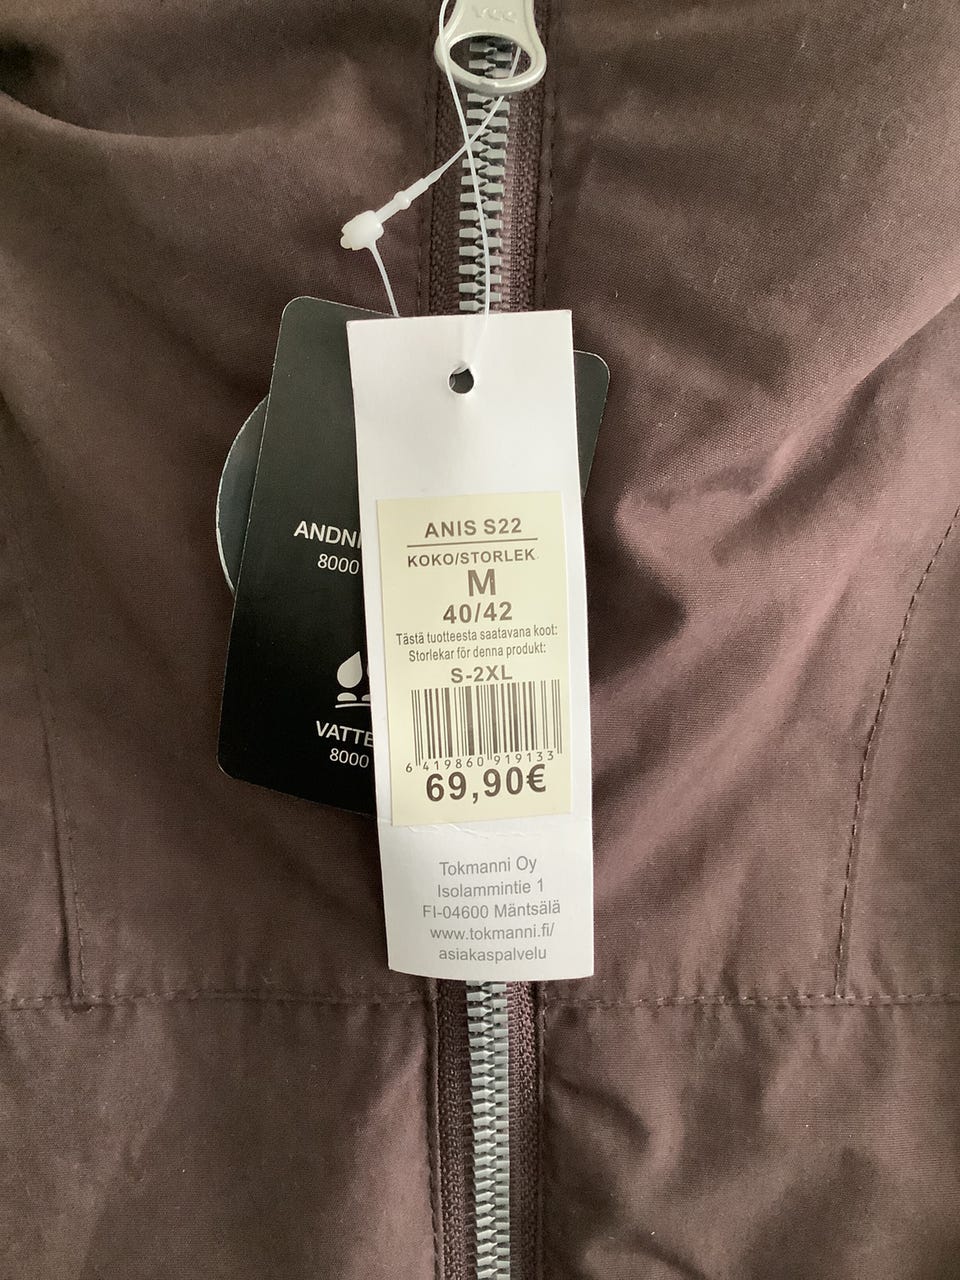 ANIS S22
KOKO/STORLEK
M
40/42
Tästä tuotteesta saatavana koot:
Storlekar för denna produkt:
S-2XL
6 419860 919133
69,90€
Tokmanni Oy
Isolammintie 1
FI-04600 Mäntsälä
www.tokmanni.fi/
asiakaspalvelu
8000
8000